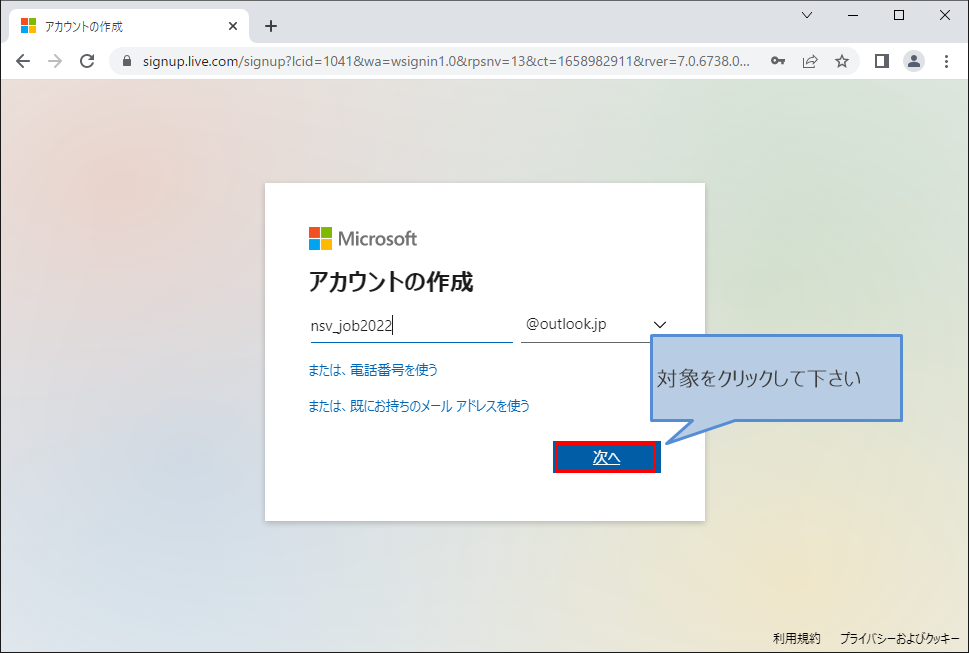 アカウントの作成
signup.live.com/signup?lcid=1041&wa=wsignin1.0&rpsnv=13&ct=1658982911&rver=7.0.6738.0...
Microsoft
アカウントの作成
nsv_job2022 @outlook.jp
または、電話番号を使う
または、既にお持ちのメール アドレスを使う
対象をクリックして下さい
次へ
利用規約 プライバシーおよびクッキー